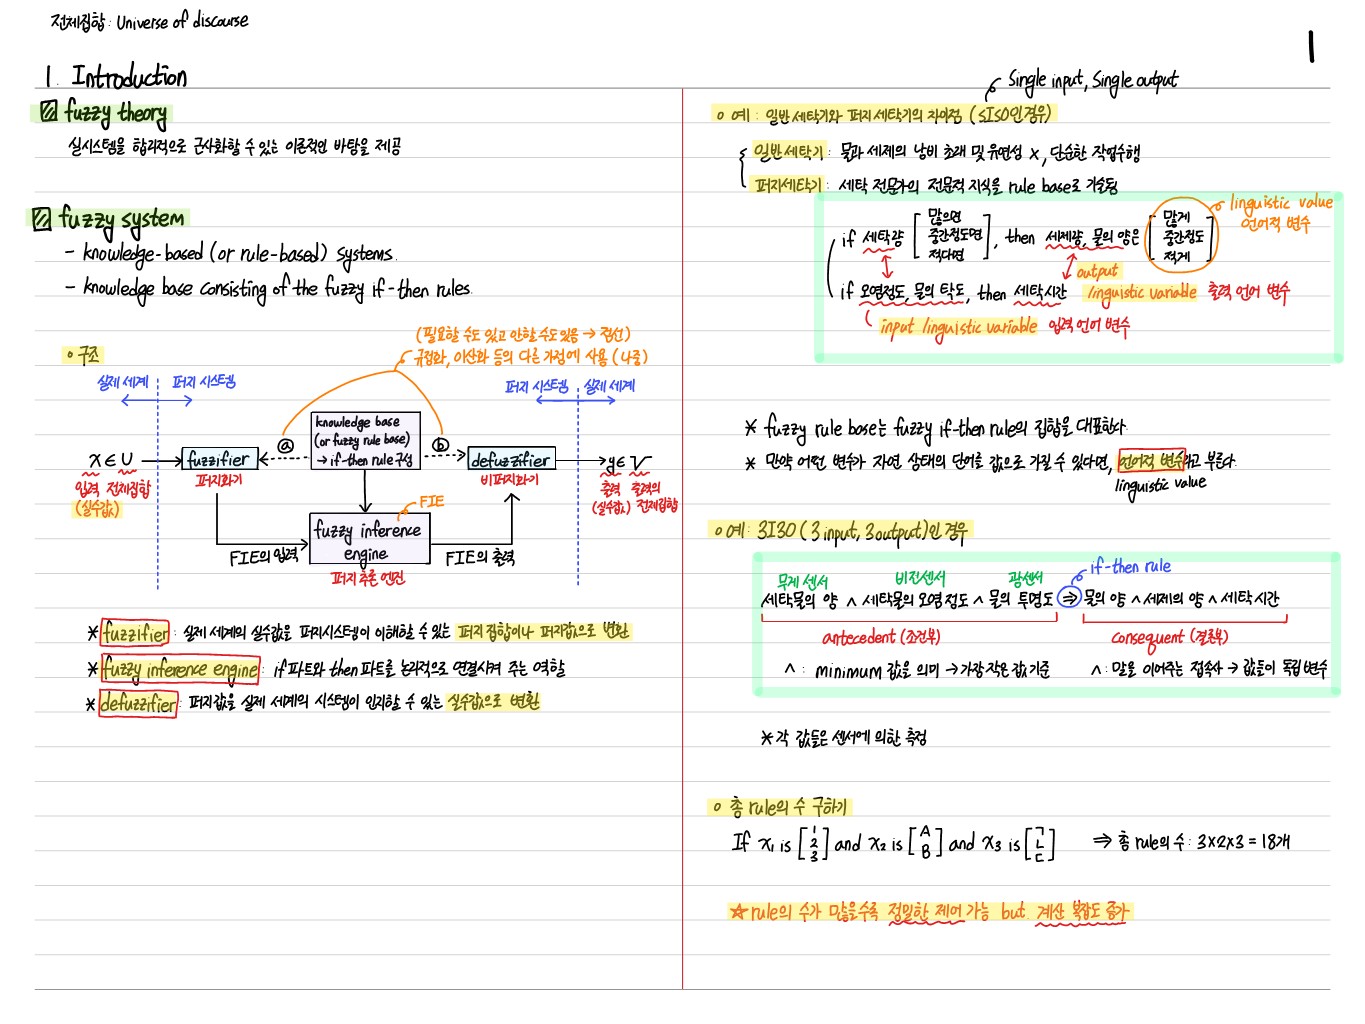 전체집합 : Universe of discourse
1
1. Introduction
fuzzy theory
실시스템을 합리적으로 근사화할 수 있는 이론적인 바탕을 제공
fuzzy system
- knowledge-based (or rule-based) systems.
- knowledge base consisting of the fuzzy if-then rules.
(필요할 수도 있고 안할 수도 있음 → 점선)
구조
규정화, 이산화 등의 다른 가정에 사용 (나중)
실제 세계 퍼지 시스템
퍼지 시스템 실제 세계
knowledge base
(or fuzzy rule base)
→ if-then rule 구성
ⓐ
ⓑ
x ∈ U
fuzzifier
defuzzifier
y ∈ V
입력 전체집합
(실수값)
퍼지화기
비퍼지화기
출력 출력의
(실수값) 전체집합
FIE
fuzzy inference
engine
FIE의 입력
FIE의 출력
퍼지 추론 엔진
* fuzzifier : 실제 세계의 실수값을 퍼지시스템이 이해할 수 있는 퍼지 집합이나 퍼지값으로 변환
* fuzzy inference engine : if파트와 then파트를 논리적으로 연결시켜 주는 역할
* defuzzifier : 퍼지값을 실제 세계의 시스템이 인지할 수 있는 실수값으로 변환
Single input, Single output
예 : 일반세탁기와 퍼지세탁기의 차이점 (SISO인 경우)
일반세탁기 : 물과 세제의 낭비 초래 및 유연성 x, 단순한 작업수행
퍼지세탁기 : 세탁 전문가의 전문적 지식을 rule base로 기술됨
linguistic value
언어적 변수
if 세탁량 [많으면 중간정도면 적다면], then 세제량, 물의 양은 [많게 중간정도 적게]
output
if 오염정도, 물의 탁도, then 세탁시간 linguistic variable 출력 언어 변수
input linguistic variable 입력 언어 변수
* fuzzy rule base는 fuzzy if-then rule의 집합을 대표한다.
* 만약 어떤 변수가 자연 상태의 단어를 값으로 가질 수 있다면, 언어적 변수라고 부른다.
linguistic value
예 : 3I3O (3 input, 3 output)인 경우
if-then rule
무게 센서 비전센서 광센서
세탁물의 양 ∧ 세탁물의 오염 정도 ∧ 물의 투명도 ⇒ 물의 양 ∧ 세제의 양 ∧ 세탁시간
antecedent (조건부) consequent (결론부)
∧ : minimum 값을 의미 → 가장 작은 값 기준
∧ : 말을 이어주는 접속사 → 값들이 독립 변수
* 각 값들은 센서에 의한 측정
총 rule의 수 구하기
If x₁ is [1 2 3] and x₂ is [A B] and x₃ is [ㄱ ㄴ ㄷ] ⇒ 총 rule의 수 : 3x2x3 = 18개
☆ rule의 수가 많을수록 정밀한 제어 가능 but 계산 복잡도 증가